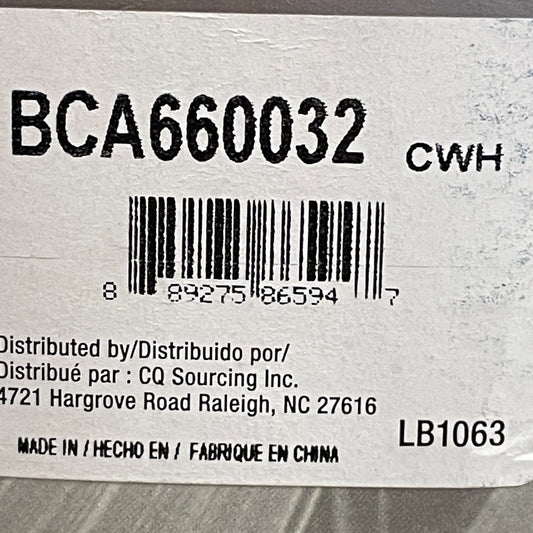 BCA660032 CWH
8 89275 86594 7
Distributed by/Distribuido por/
Distribué par : CQ Sourcing Inc.
4721 Hargrove Road Raleigh, NC 27616
LB1063
MADE IN / HECHO EN / FABRIQUE EN CHINA